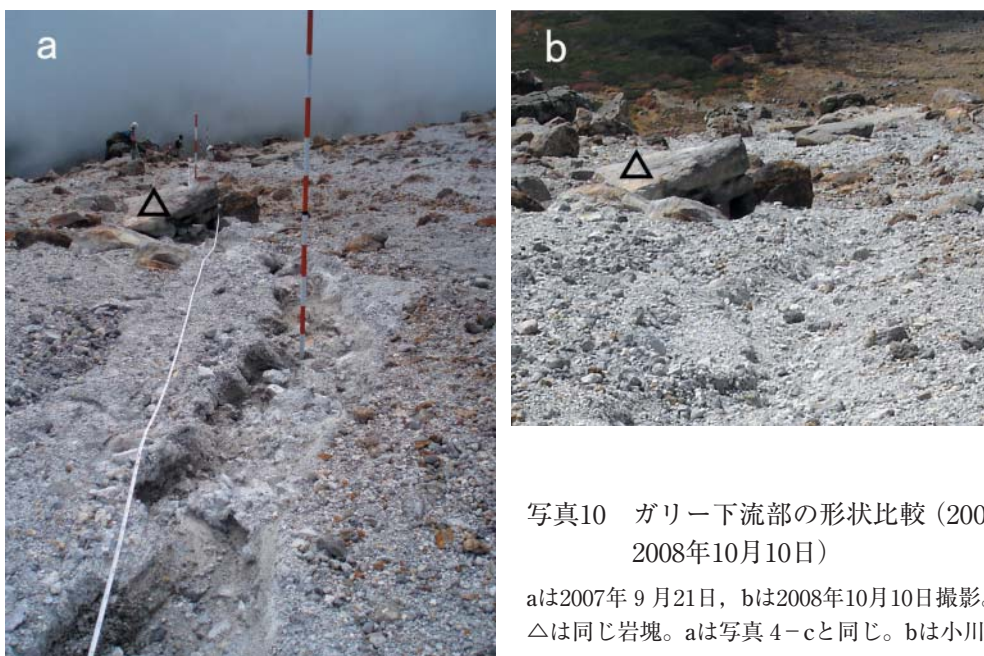 a
b
写真10 ガリー下流部の形状比較(200
2008年10月10日)
aは2007年9月21日,bは2008年10月10日撮影。
△は同じ岩塊。aは写真4-cと同じ。bは小川